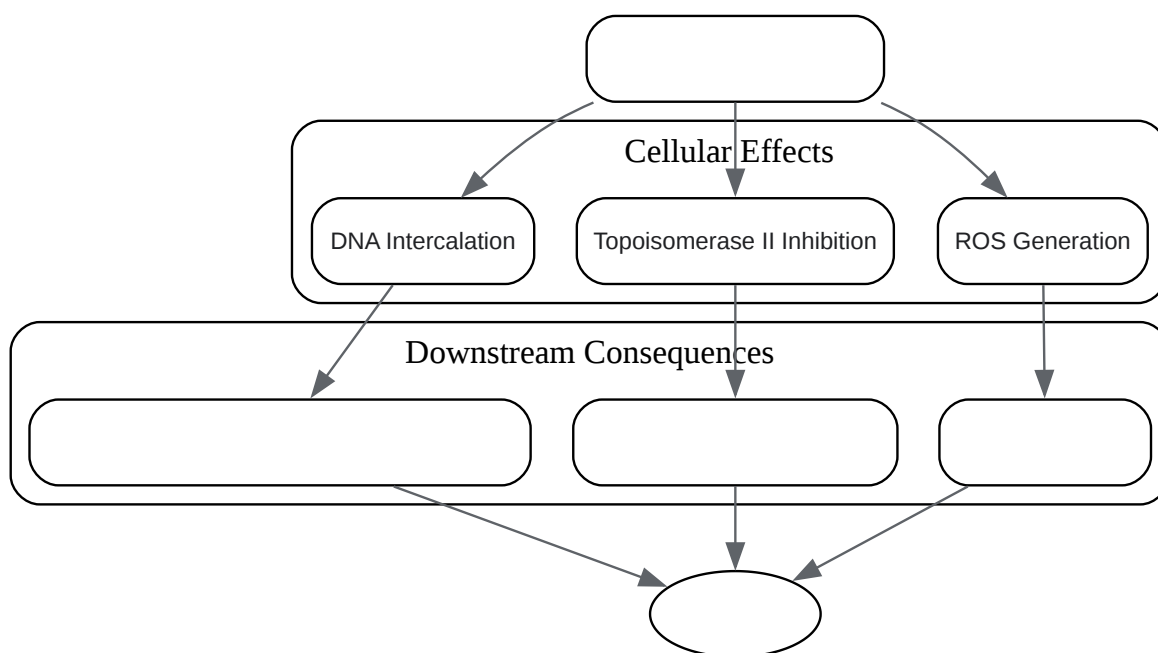 Cellular Effects
DNA Intercalation
Topoisomerase II Inhibition
ROS Generation
Downstream Consequences